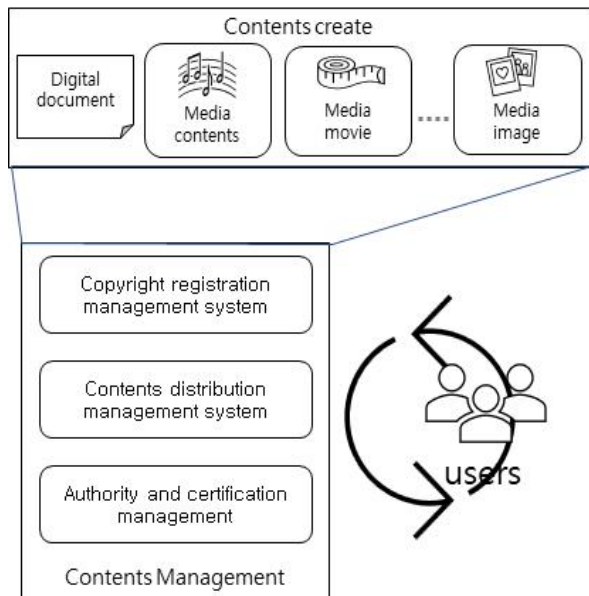 Contents create
Digital
document
Media
contents
Media
movie
....
Media
image
Copyright registration
management system
Contents distribution
management system
Authority and certification
management
Contents Management
users